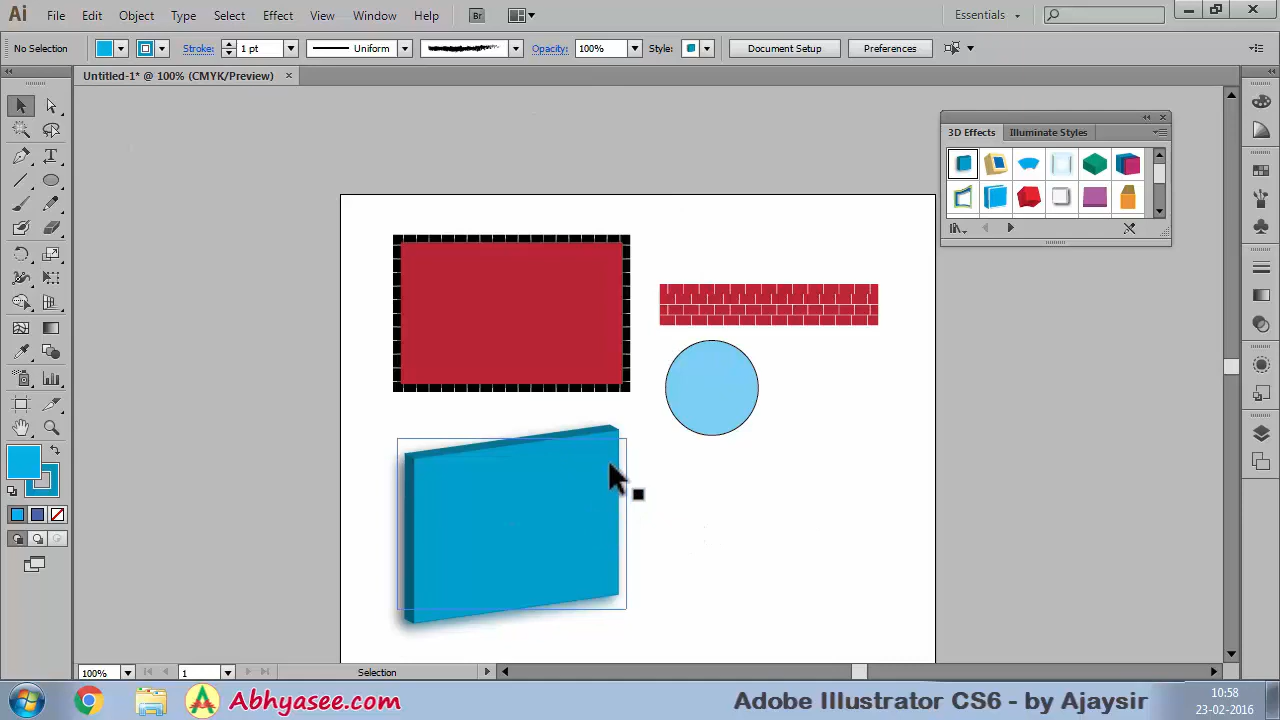 Ai File Edit Object Type Select Effect View Window Help Br Essentials
No Selection Stroke: 1 pt Uniform Opacity: 100% Style: Document Setup Preferences
Untitled-1* @ 100% (CMYK/Preview)
3D Effects Illuminate Styles
100% 1 Selection
Abhyasee.com Adobe Illustrator CS6 - by Ajaysir 10:58
23-02-2016